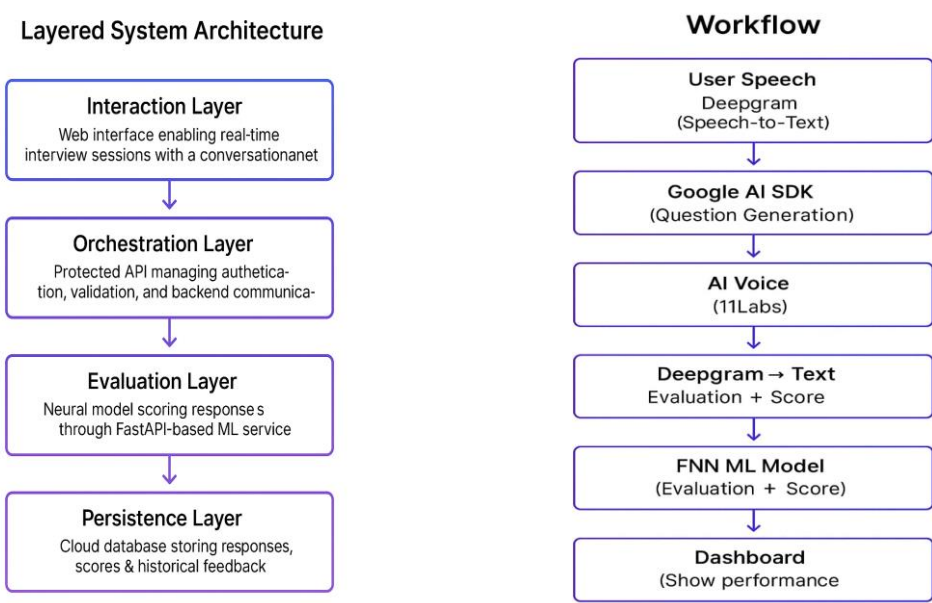 Layered System Architecture
Interaction Layer
Web interface enabling real-time
interview sessions with a conversationanet
Orchestration Layer
Protected API managing authetica-
tion, validation, and backend communica-
Evaluation Layer
Neural model scoring responses
through FastAPI-based ML service
Persistence Layer
Cloud database storing responses,
scores & historical feedback
Workflow
User Speech
Deepgram
(Speech-to-Text)
Google AI SDK
(Question Generation)
AI Voice
(11Labs)
Deepgram → Text
Evaluation + Score
FNN ML Model
(Evaluation + Score)
Dashboard
(Show performance